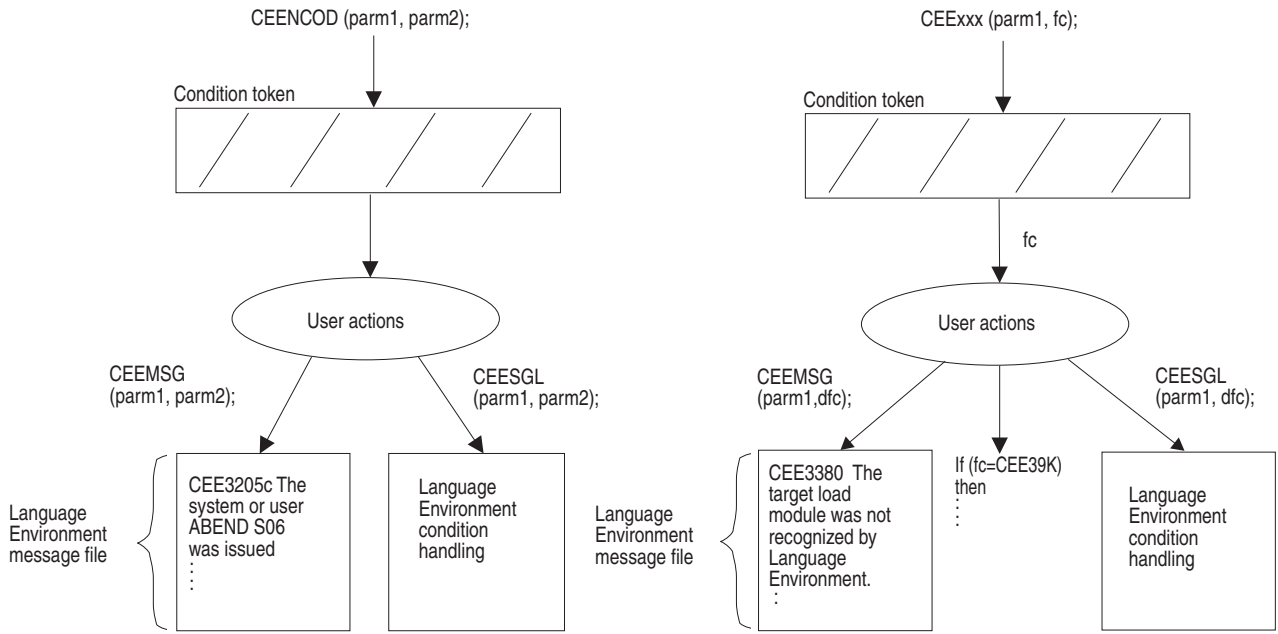 CEENCOD (parm1, parm2);
Condition token
User actions
CEEMSG
(parm1, parm2);
CEESGL
(parm1, parm2);
Language
Environment
message file
CEE3205c The
system or user
ABEND S06
was issued
Language
Environment
condition
handling
CEExxx (parm1, fc);
Condition token
fc
User actions
CEEMSG
(parm1,dfc);
CEESGL
(parm1, dfc);
Language
Environment
message file
CEE3380 The
target load
module was not
recognized by
Language
Environment.
If (fc=CEE39K)
then
Language
Environment
condition
handling